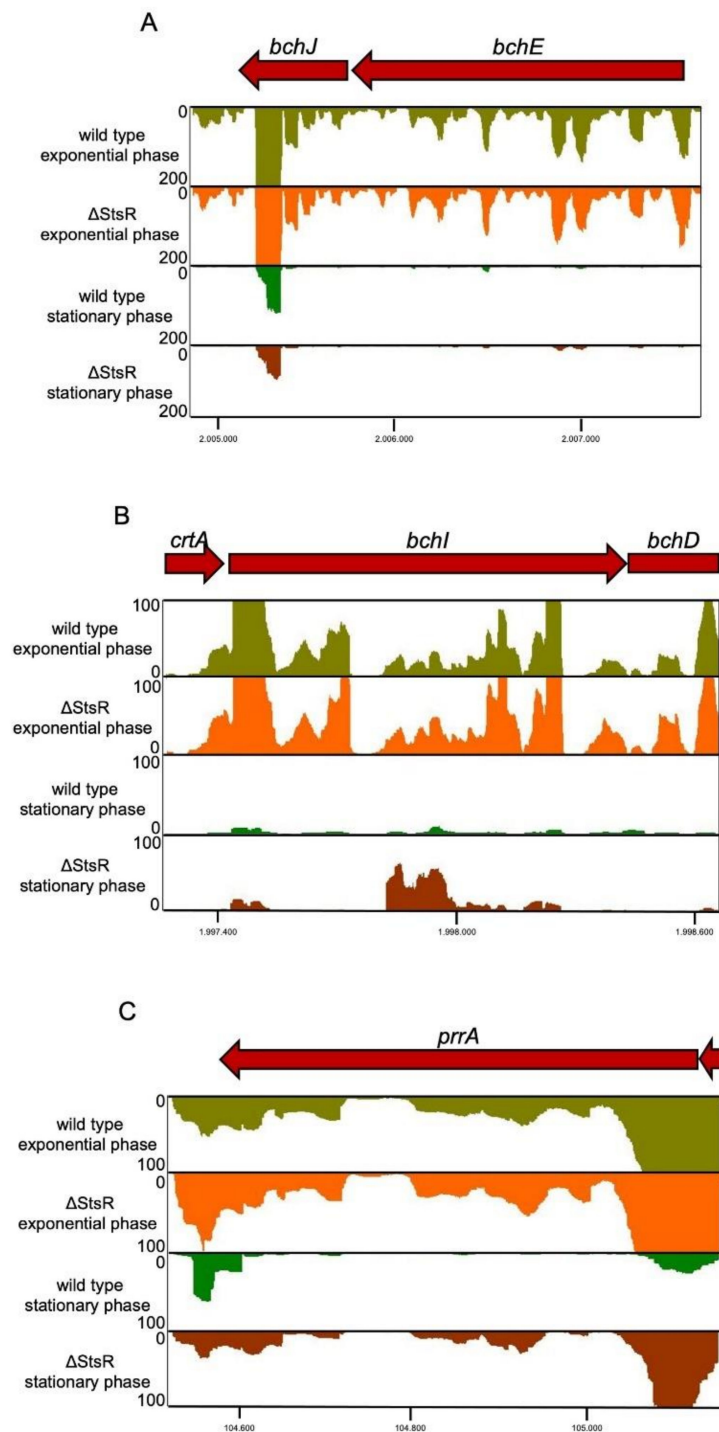 A
bchJ bchE
0
wild type
exponential phase
200
0
ΔStsR
exponential phase
200
0
wild type
stationary phase
200
0
ΔStsR
stationary phase
200
2.005.000 2.006.000 2.007.000
B
crtA bchI bchD
100
wild type
exponential phase
0
100
ΔStsR
exponential phase
0
100
wild type
stationary phase
0
100
ΔStsR
stationary phase
0
1.997.400 1.998.000 1.998.600
C
prrA
0
wild type
exponential phase
100
0
ΔStsR
exponential phase
100
0
wild type
stationary phase
100
0
ΔStsR
stationary phase
100
104.600 104.800 105.000